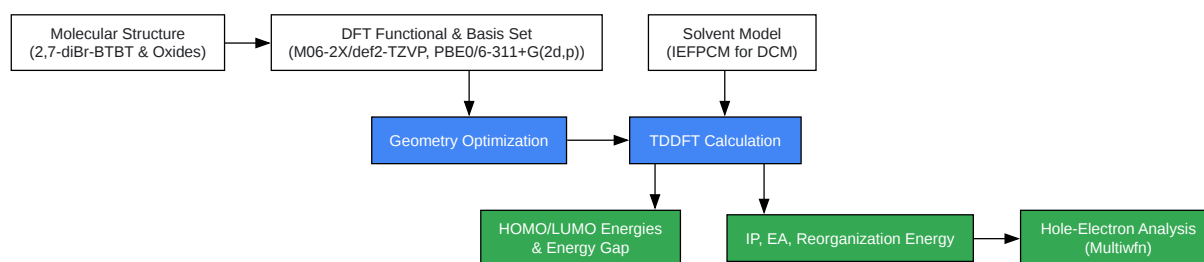 Molecular Structure
(2,7-diBr-BTBT & Oxides)
DFT Functional & Basis Set
(M06-2X/def2-TZVP, PBE0/6-311+G(2d,p))
Solvent Model
(IEFPCM for DCM)
Geometry Optimization
TDDFT Calculation
HOMO/LUMO Energies
& Energy Gap
IP, EA, Reorganization Energy
Hole-Electron Analysis
(Multiwfn)